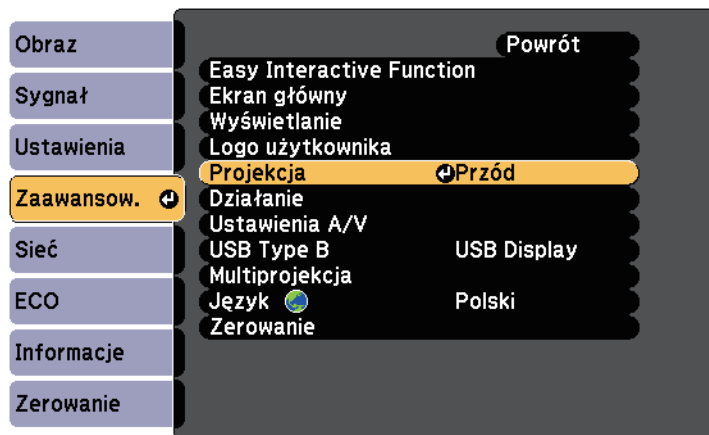 Obraz
Sygnał
Ustawienia
Zaawansow.
Sieć
ECO
Informacje
Zerowanie
Powrót
Easy Interactive Function
Ekran główny
Wyświetlanie
Logo użytkownika
Projekcja Przód
Działanie
Ustawienia A/V
USB Type B USB Display
Multiprojekcja
Język Polski
Zerowanie